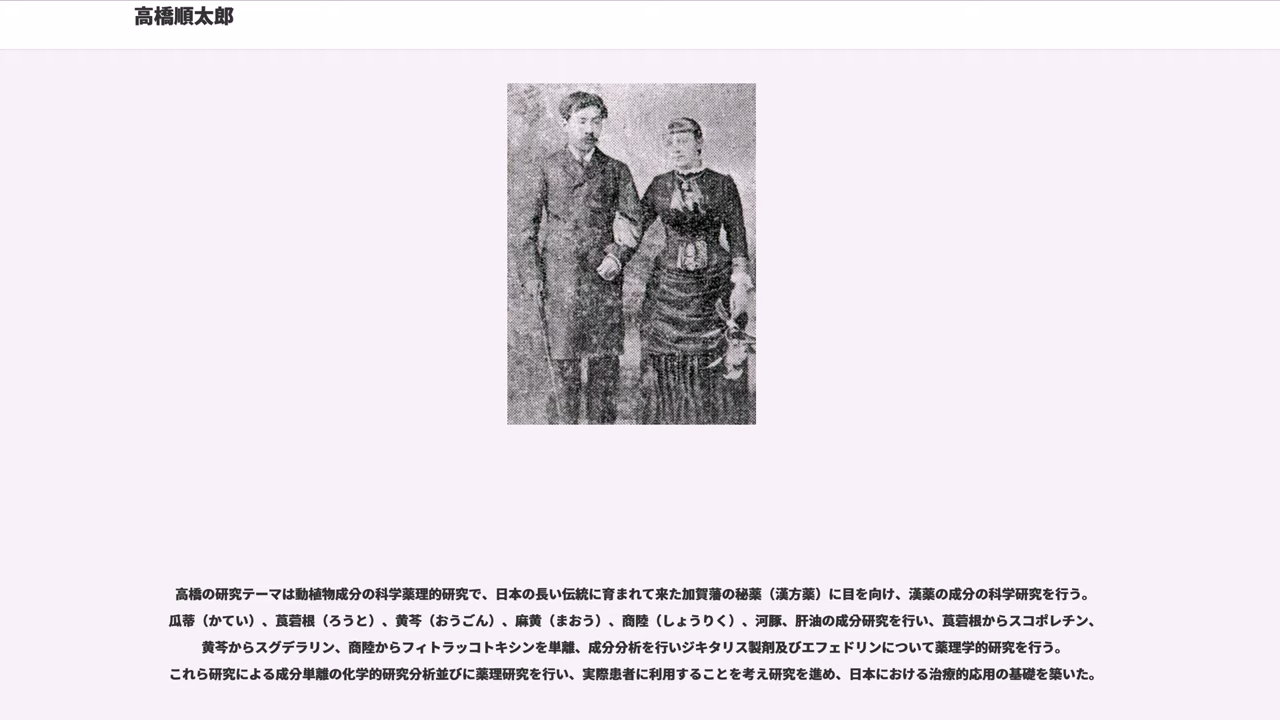 高橋順太郎
高橋の研究テーマは動植物成分の科学薬理的研究で、日本の長い伝統に育まれて来た加賀藩の秘薬（漢方薬）に目を向け、漢薬の成分の科学研究を行う。
瓜蒂（かてい）、莨菪根（ろうと）、黄芩（おうごん）、麻黄（まおう）、商陸（しょうりく）、河豚、肝油の成分研究を行い、莨菪根からスコポレチン、
黄芩からスグデラリン、商陸からフィトラッコトキシンを単離、成分分析を行いジキタリス製剤及びエフェドリンについて薬理学的研究を行う。
これら研究による成分単離の化学的研究分析並びに薬理研究を行い、実際患者に利用することを考え研究を進め、日本における治療的応用の基礎を築いた。